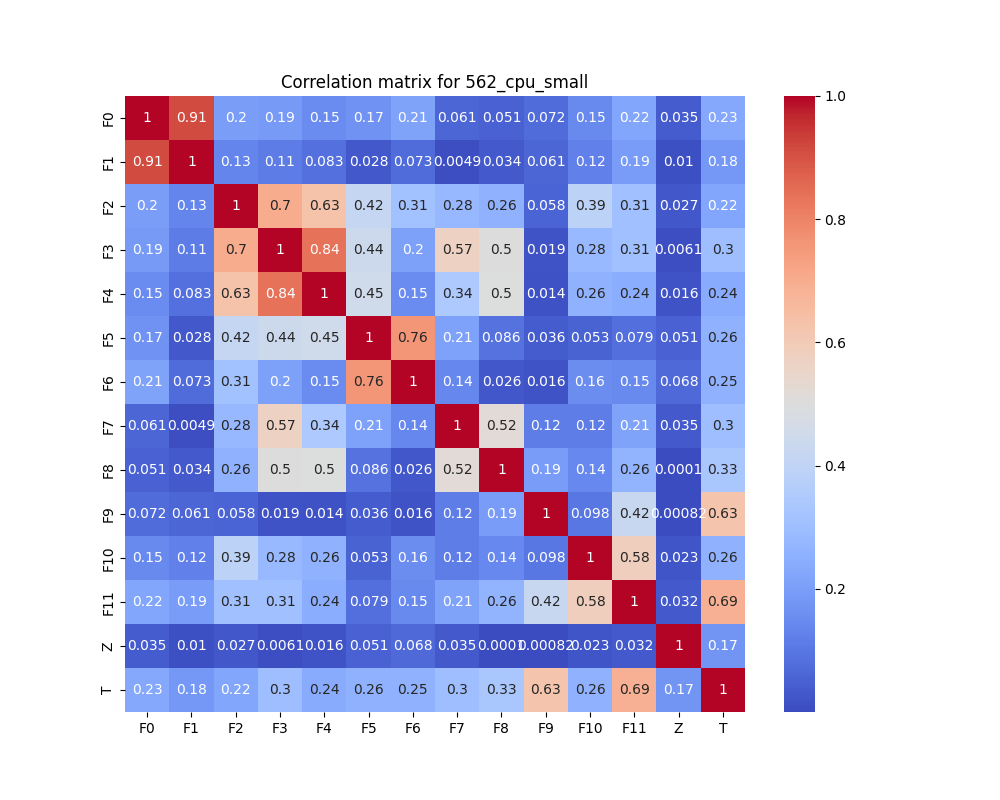 Correlation matrix for 562_cpu_small
F0 1 0.91 0.2 0.19 0.15 0.17 0.21 0.061 0.051 0.072 0.15 0.22 0.035 0.23
F1 0.91 1 0.13 0.11 0.083 0.028 0.073 0.0049 0.034 0.061 0.12 0.19 0.01 0.18
F2 0.2 0.13 1 0.7 0.63 0.42 0.31 0.28 0.26 0.058 0.39 0.31 0.027 0.22
F3 0.19 0.11 0.7 1 0.84 0.44 0.2 0.57 0.5 0.019 0.28 0.31 0.0061 0.3
F4 0.15 0.083 0.63 0.84 1 0.45 0.15 0.34 0.5 0.014 0.26 0.24 0.016 0.24
F5 0.17 0.028 0.42 0.44 0.45 1 0.76 0.21 0.086 0.036 0.053 0.079 0.051 0.26
F6 0.21 0.073 0.31 0.2 0.15 0.76 1 0.14 0.026 0.016 0.16 0.15 0.068 0.25
F7 0.061 0.0049 0.28 0.57 0.34 0.21 0.14 1 0.52 0.12 0.12 0.21 0.035 0.3
F8 0.051 0.034 0.26 0.5 0.5 0.086 0.026 0.52 1 0.19 0.14 0.26 0.0001 0.33
F9 0.072 0.061 0.058 0.019 0.014 0.036 0.016 0.12 0.19 1 0.098 0.42 0.00082 0.63
F10 0.15 0.12 0.39 0.28 0.26 0.053 0.16 0.12 0.14 0.098 1 0.58 0.023 0.26
F11 0.22 0.19 0.31 0.31 0.24 0.079 0.15 0.21 0.26 0.42 0.58 1 0.032 0.69
Z 0.035 0.01 0.027 0.0061 0.016 0.051 0.068 0.035 0.0001 0.00082 0.023 0.032 1 0.17
T 0.23 0.18 0.22 0.3 0.24 0.26 0.25 0.3 0.33 0.63 0.26 0.69 0.17 1
F0 F1 F2 F3 F4 F5 F6 F7 F8 F9 F10 F11 Z T
1.0
0.8
0.6
0.4
0.2